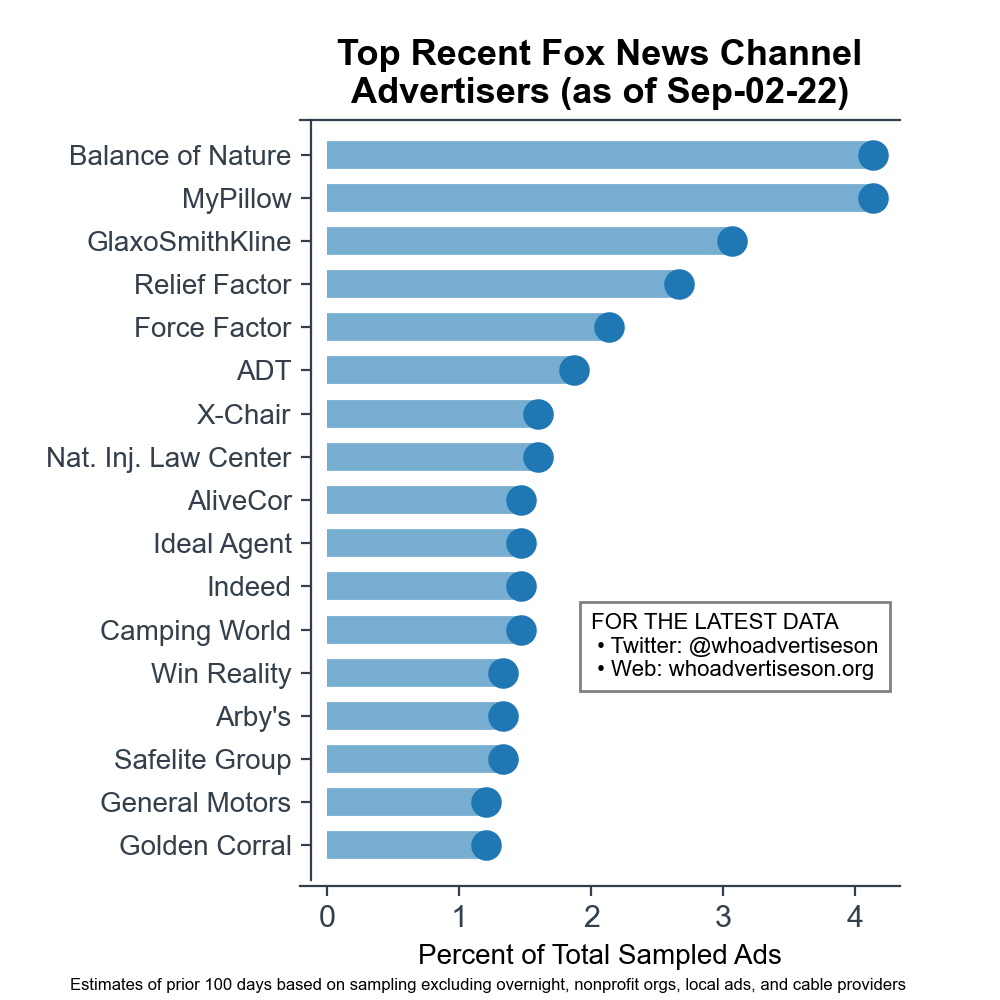 Top Recent Fox News Channel
Advertisers (as of Sep-02-22)
Balance of Nature
MyPillow
GlaxoSmithKline
Relief Factor
Force Factor
ADT
X-Chair
Nat. Inj. Law Center
AliveCor
Ideal Agent
Indeed
Camping World
Win Reality
Arby's
Safelite Group
General Motors
Golden Corral
FOR THE LATEST DATA
• Twitter: @whoadvertiseson
• Web: whoadvertiseson.org
0 1 2 3 4
Percent of Total Sampled Ads
Estimates of prior 100 days based on sampling excluding overnight, nonprofit orgs, local ads, and cable providers